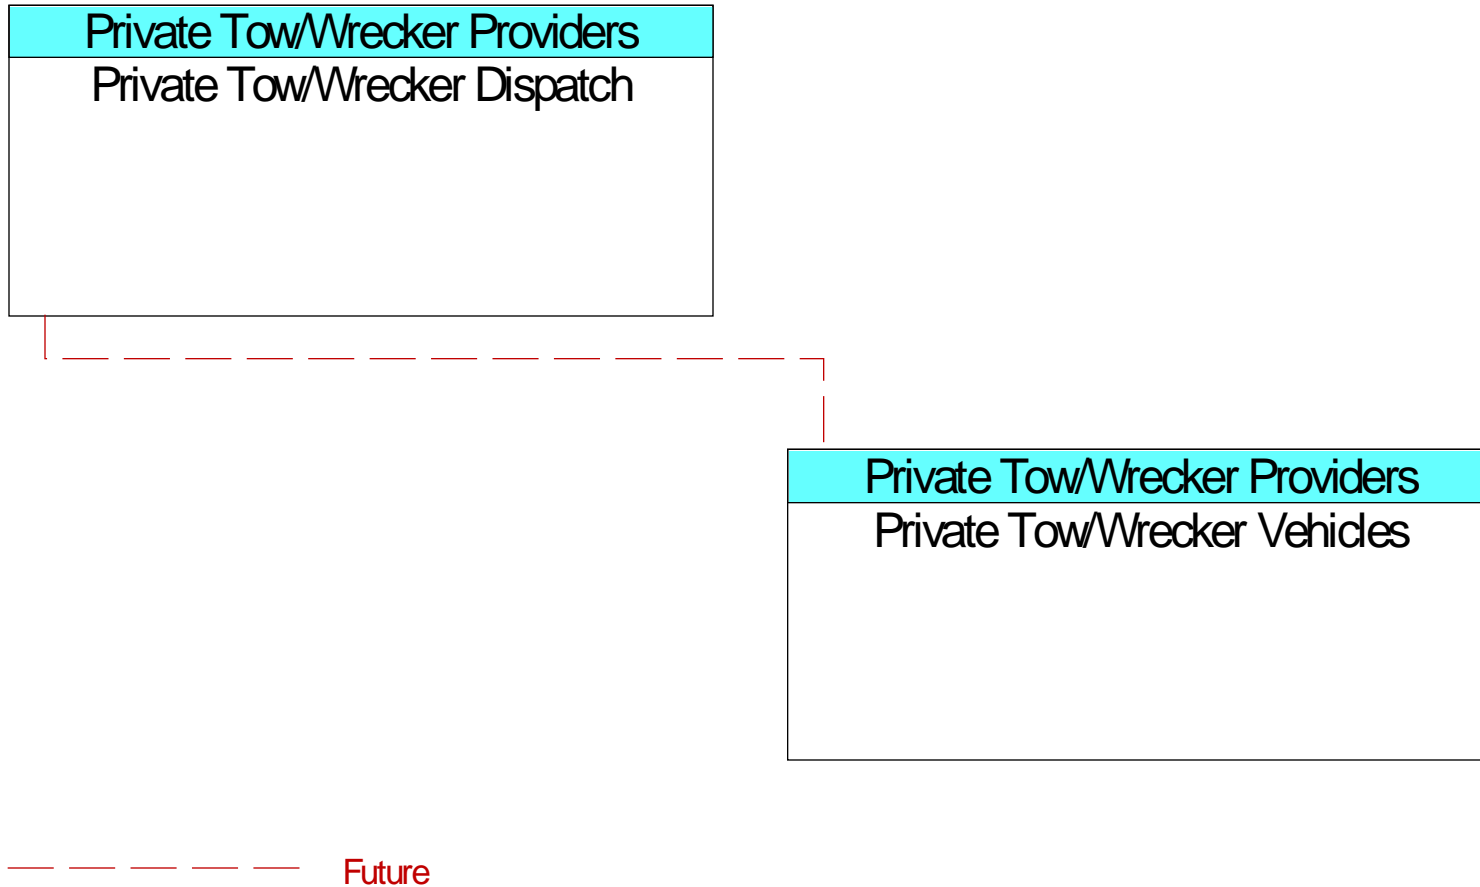 Private Tow/Wrecker Providers
Private Tow/Wrecker Dispatch
Private Tow/Wrecker Providers
Private Tow/Wrecker Vehicles
Future